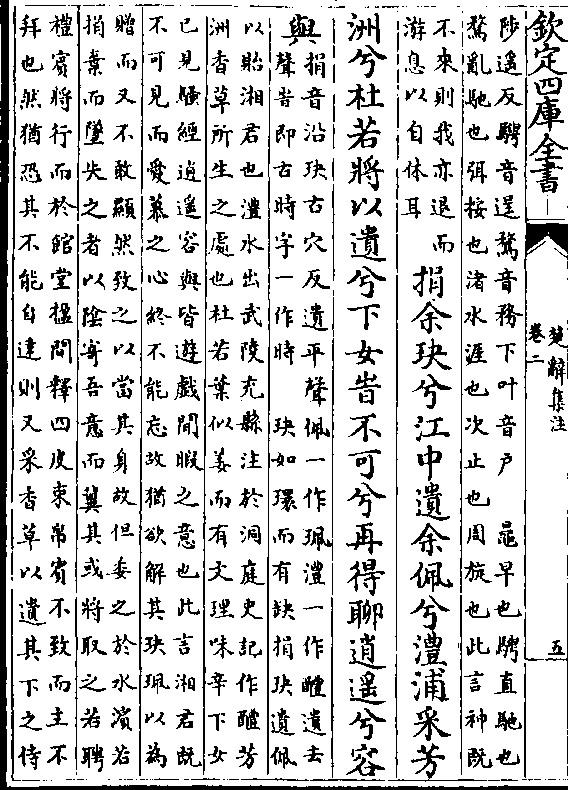 欽定四庫全書
楚辭集注
卷二
五
陟遥反騁音逞騖音務下叶音戸 鼂早也騁直馳也
騖亂馳也弭按也渚水涯也次止也周旋也此言神既
不來則我亦退而
游息以自休耳
捐余玦兮江中遺余佩兮澧浦采芳
洲兮杜若將以遺兮下女旹不可兮再得聊逍遥兮容
與
捐音沿玦古穴反遺平聲佩一作珮澧一作醴遺去
聲旹即古時字一作時 玦如環而有缺捐玦遺佩
以貽湘君也澧水出武陵充縣注於洞庭史記作醴芳
洲香草所生之處也杜若葉似姜而有文理味辛下女
已見騷經逍遥容與皆遊戲間暇之意也此言湘君既
不可見而愛慕之心終不能忘故猶欲解其玦珮以為
贈而又不敢顯然致之以當其身故但委之於水濱若
捐棄而墜失之者以陰寄吾意而冀其或將取之若聘
禮賓將行而於館堂楹間釋四皮束帛賓不致而主不
拜也然猶恐其不能自達則又采香草以遺其下之侍